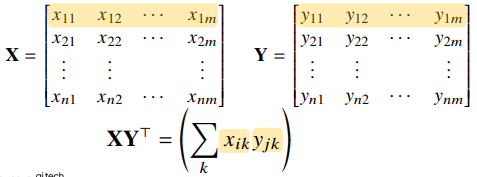 X = [x₁₁ x₁₂ ⋯ x₁ₘ Y = [y₁₁ y₁₂ ⋯ y₁ₘ
x₂₁ x₂₂ ⋯ x₂ₘ y₂₁ y₂₂ ⋯ y₂ₘ
⋮ ⋮ ⋮ ⋮ ⋮ ⋮
xₙ₁ xₙ₂ ⋯ xₙₘ] yₙ₁ yₙ₂ ⋯ yₙₘ]
XY⊤ = (∑ₖ xᵢₖ yⱼₖ)